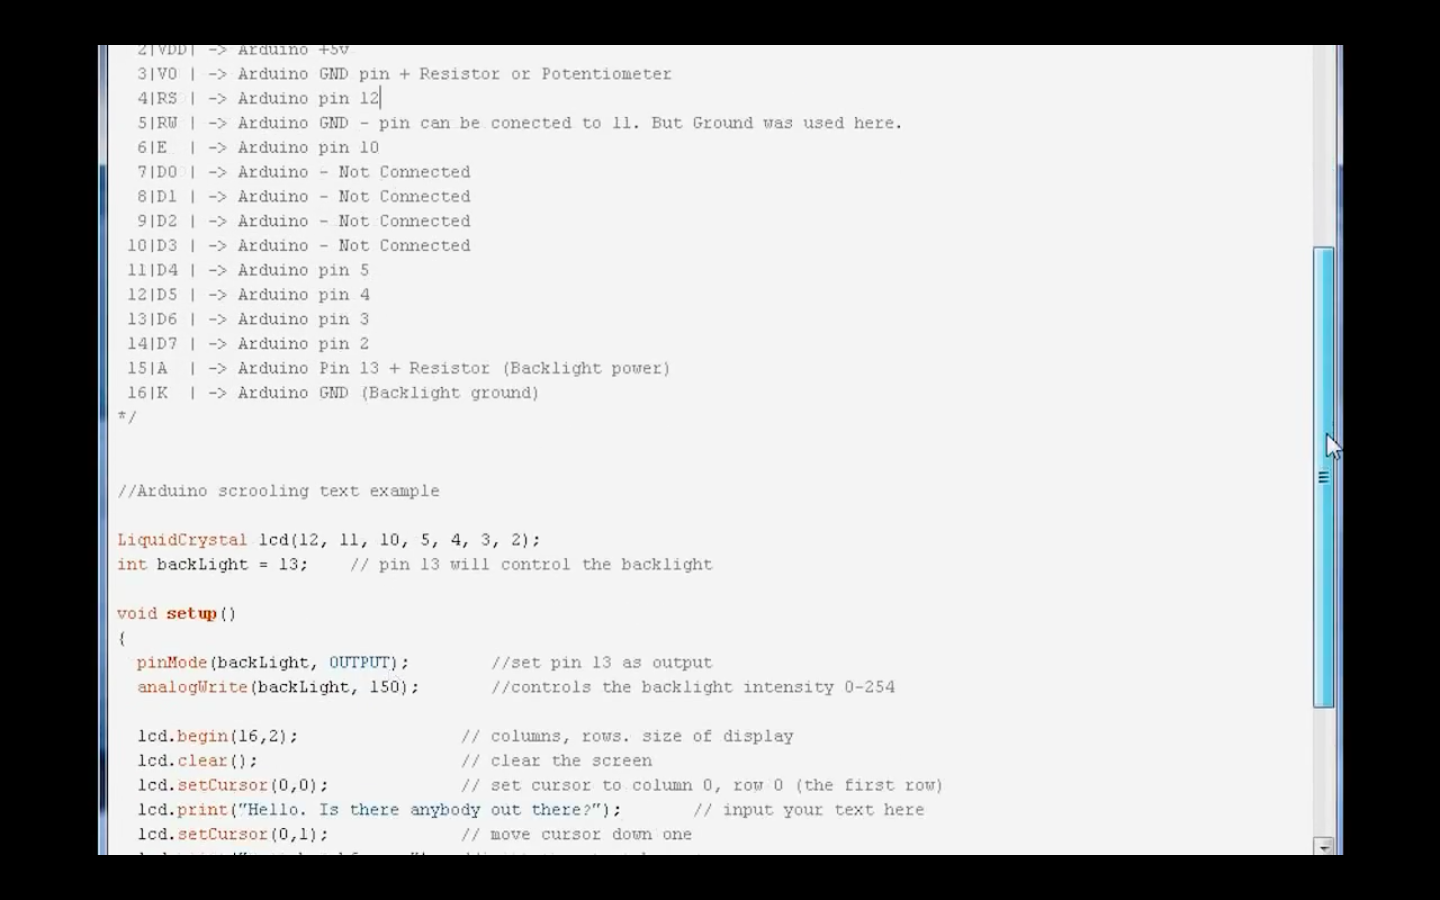 2|VDD| -> Arduino +5v
3|VO | -> Arduino GND pin + Resistor or Potentiometer
4|RS | -> Arduino pin 12
5|RW | -> Arduino GND - pin can be conected to 11. But Ground was used here.
6|E | -> Arduino pin 10
7|D0 | -> Arduino - Not Connected
8|D1 | -> Arduino - Not Connected
9|D2 | -> Arduino - Not Connected
10|D3 | -> Arduino - Not Connected
11|D4 | -> Arduino pin 5
12|D5 | -> Arduino pin 4
13|D6 | -> Arduino pin 3
14|D7 | -> Arduino pin 2
15|A | -> Arduino Pin 13 + Resistor (Backlight power)
16|K | -> Arduino GND (Backlight ground)
*/
//Arduino scrooling text example
LiquidCrystal lcd(12, 11, 10, 5, 4, 3, 2);
int backLight = 13; // pin 13 will control the backlight
void setup()
{
pinMode(backLight, OUTPUT); //set pin 13 as output
analogWrite(backLight, 150); //controls the backlight intensity 0-254
lcd.begin(16,2); // columns, rows. size of display
lcd.clear(); // clear the screen
lcd.setCursor(0,0); // set cursor to column 0, row 0 (the first row)
lcd.print("Hello. Is there anybody out there?"); // input your text here
lcd.setCursor(0,1); // move cursor down one